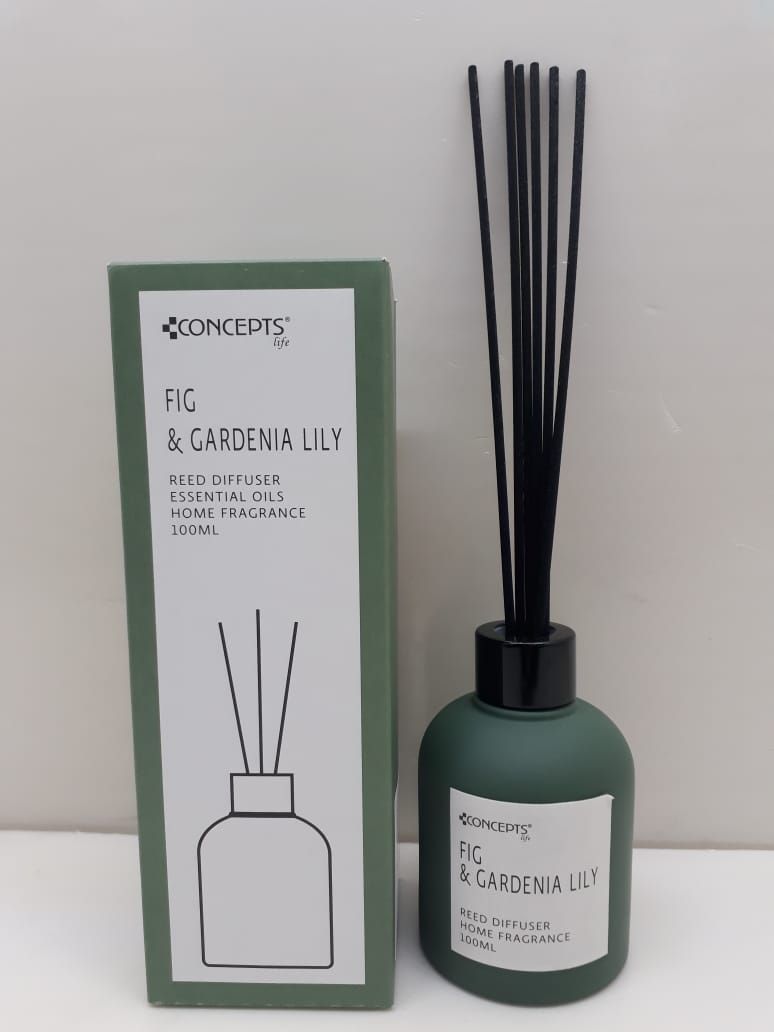 CONCEPTS®
life
FIG
& GARDENIA LILY
REED DIFFUSER
ESSENTIAL OILS
HOME FRAGRANCE
100ML
CONCEPTS®
life
FIG
& GARDENIA LILY
REED DIFFUSER
HOME FRAGRANCE
100ML